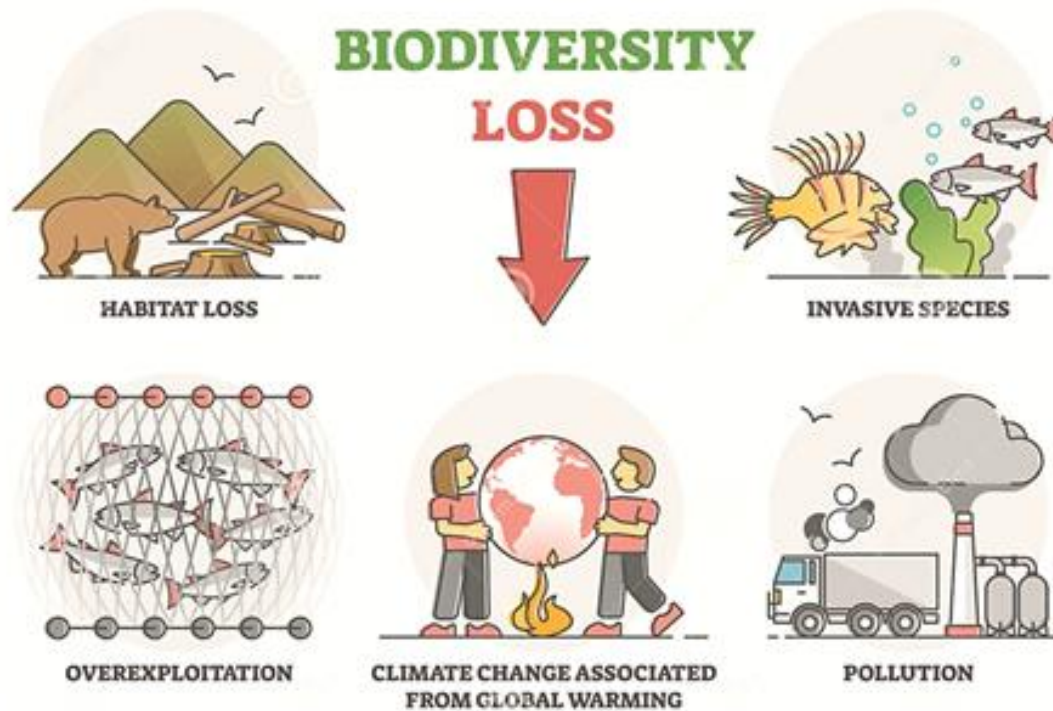 BIODIVERSITY
LOSS
HABITAT LOSS
INVASIVE SPECIES
OVEREXPLOITATION
CLIMATE CHANGE ASSOCIATED
FROM GLOBAL WARMING
POLLUTION